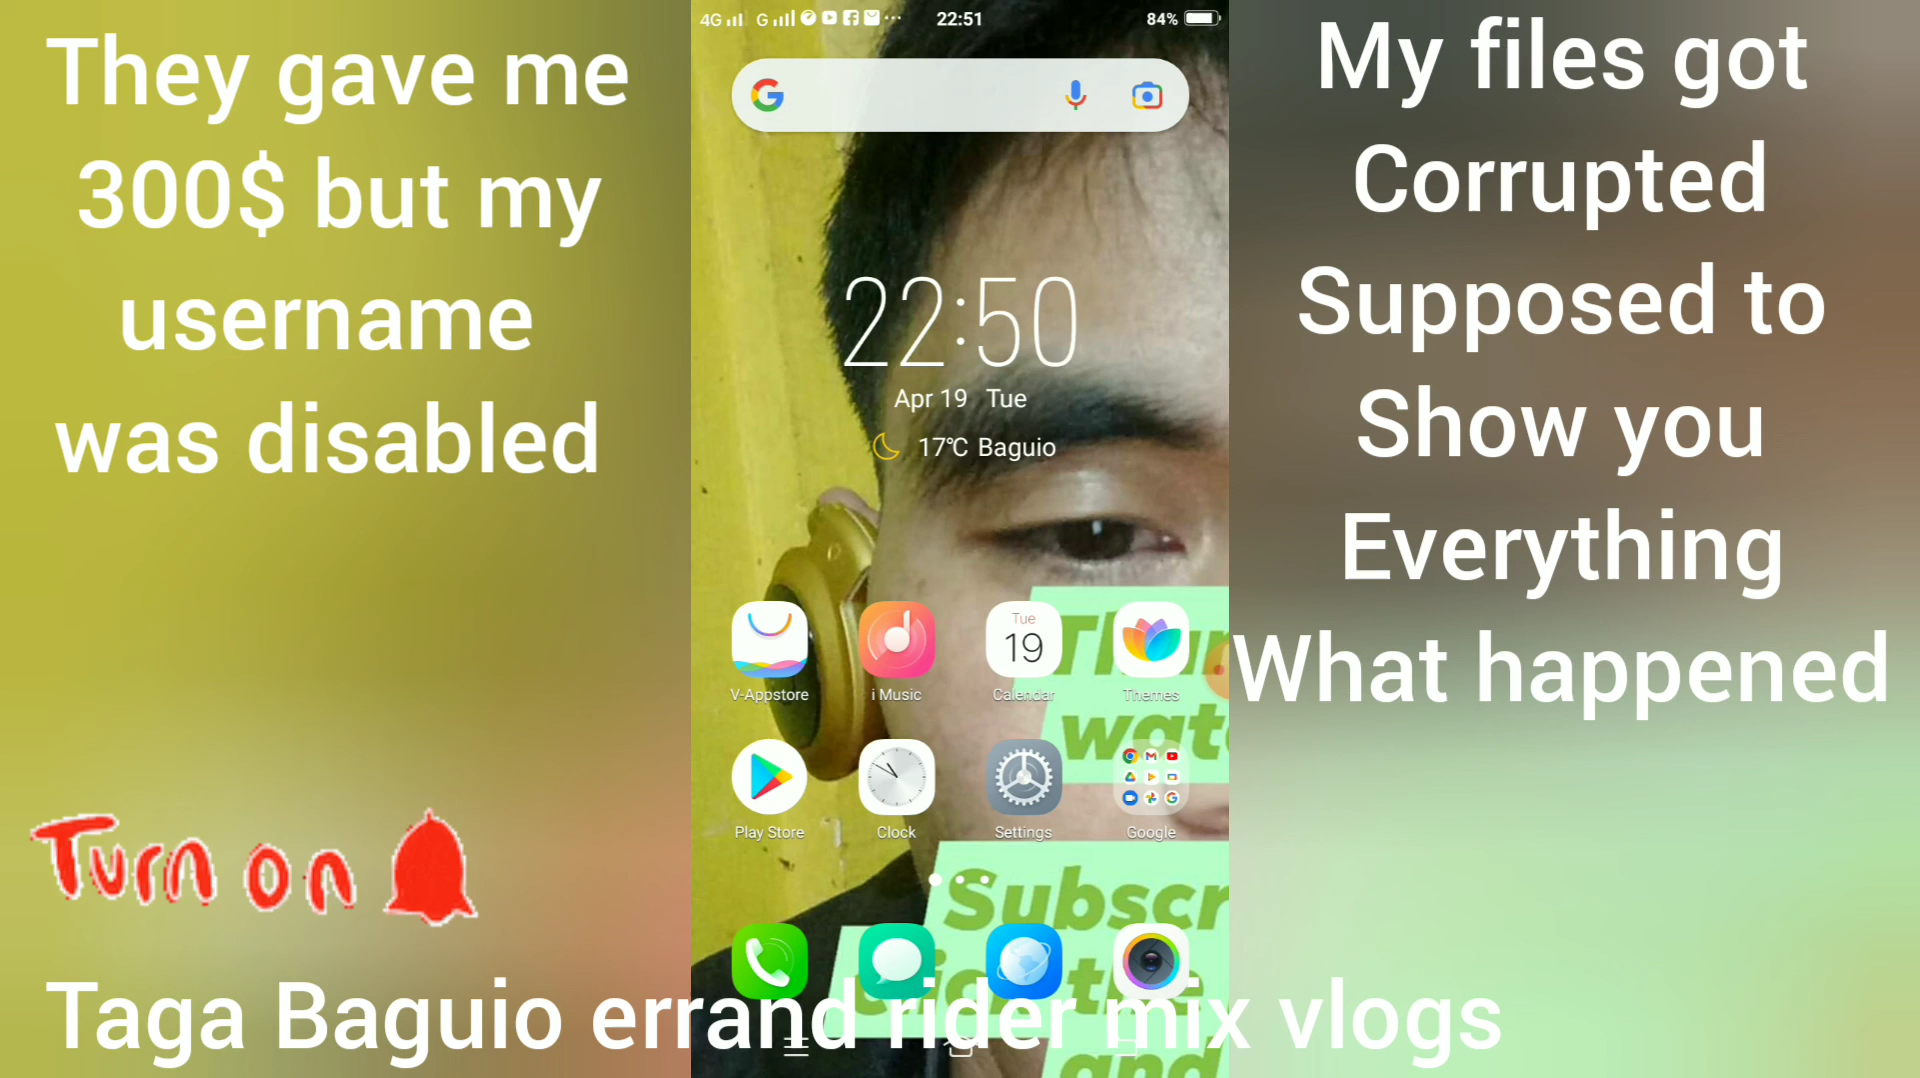 They gave me
300$ but my
username
was disabled
Turn on
4G G 22:51 84%
22:50
Apr 19 Tue
17℃ Baguio
V-Appstore i Music Calendar Themes
Tue
19
Play Store Clock Settings Google
Subscr
the
and
My files got
Corrupted
Supposed to
Show you
Everything
What happened
Taga Baguio errand rider mix vlogs